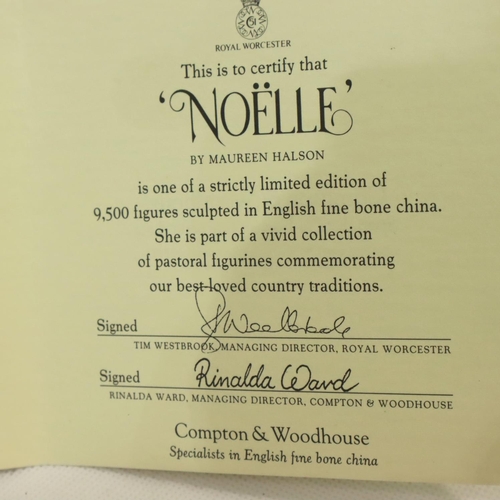 ROYAL WORCESTER
This is to certify that
'NOËLLE'
BY MAUREEN HALSON
is one of a strictly limited edition of
9,500 figures sculpted in English fine bone china.
She is part of a vivid collection
of pastoral figurines commemorating
our best-loved country traditions.
Signed Westbrook
TIM WESTBROOK, MANAGING DIRECTOR, ROYAL WORCESTER
Signed Rinalda Ward
RINALDA WARD, MANAGING DIRECTOR, COMPTON & WOODHOUSE
Compton & Woodhouse
Specialists in English fine bone china